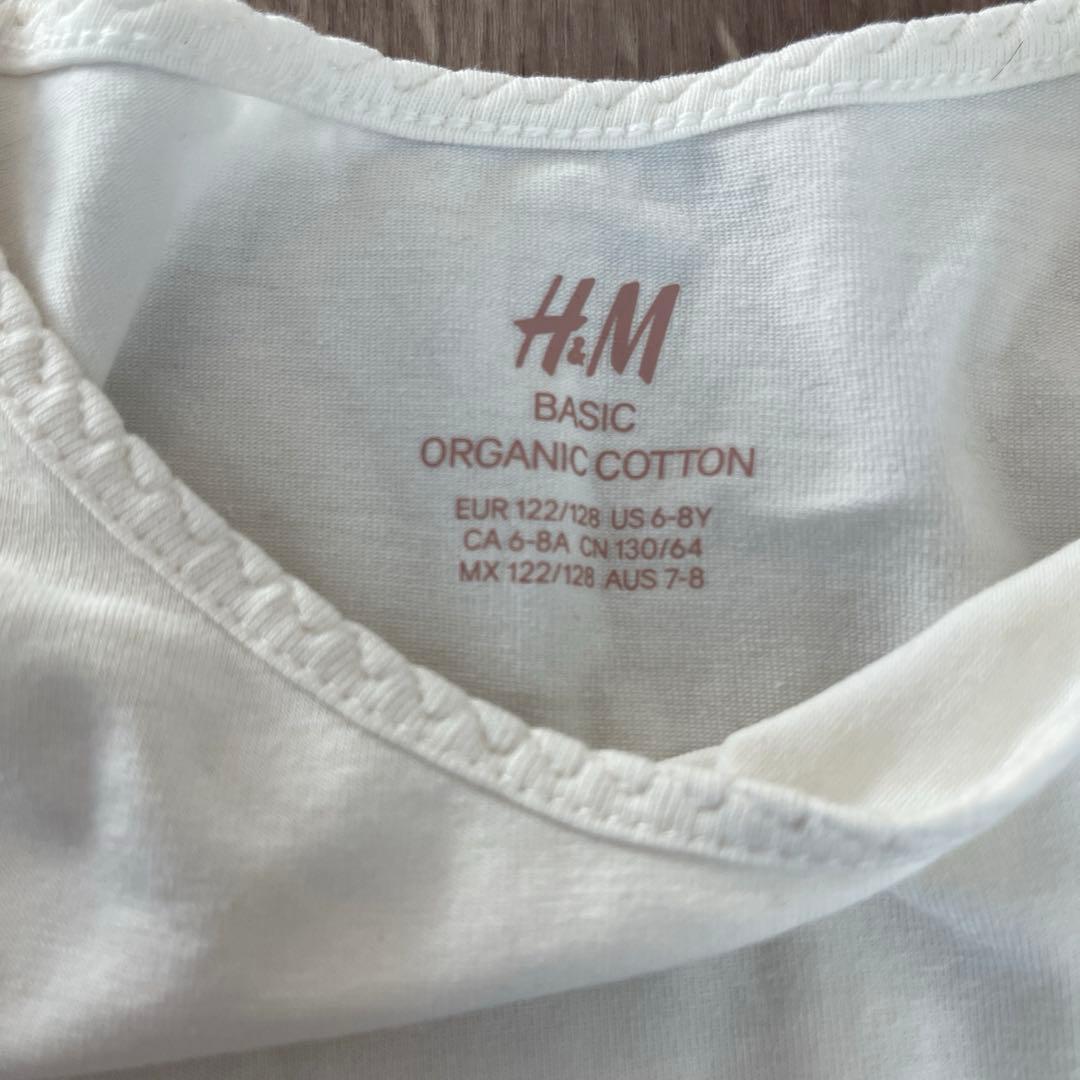 H&M
BASIC
ORGANIC COTTON
EUR 122/128 US 6-8Y
CA 6-8A CN 130/64
MX 122/128 AUS 7-8